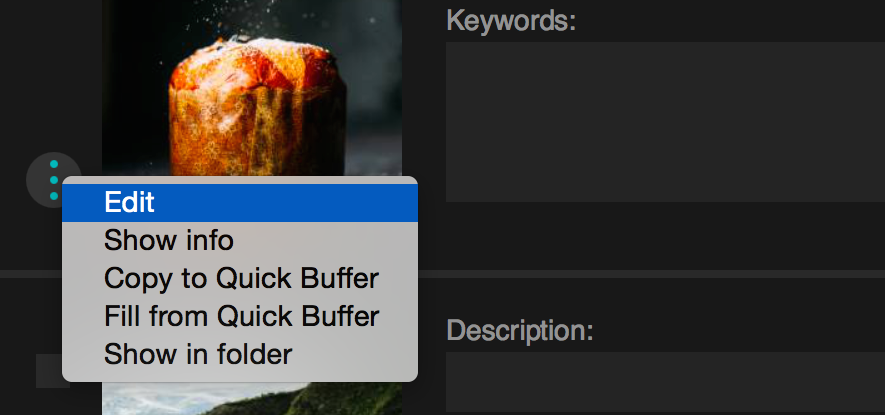 Keywords:
Edit
Show info
Copy to Quick Buffer
Fill from Quick Buffer
Show in folder
Description: